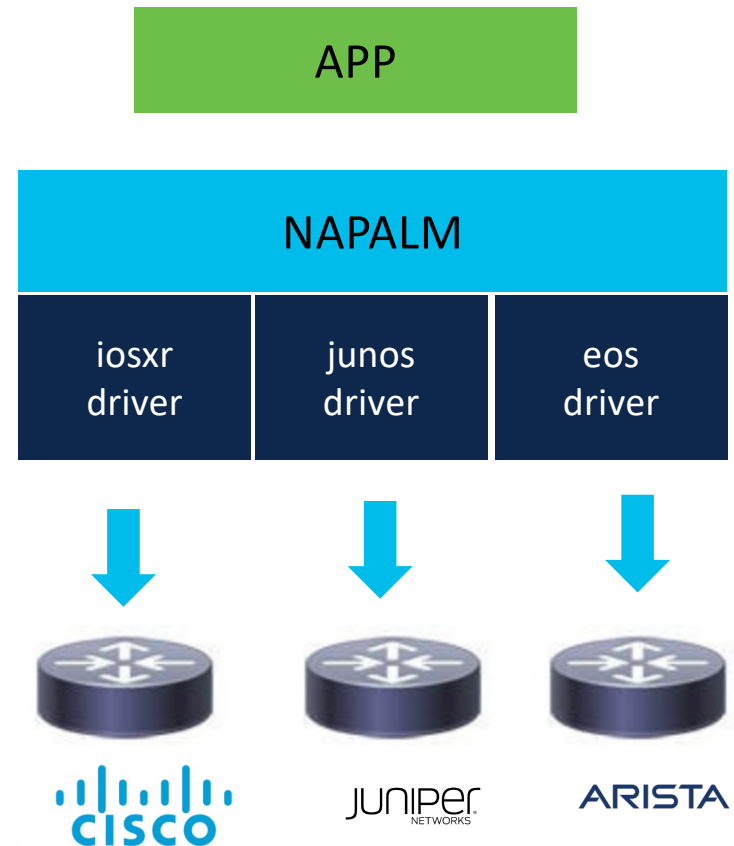 APP
NAPALM
iosxr
driver
junos
driver
eos
driver
CISCO
JUNIPER
NETWORKS
ARISTA